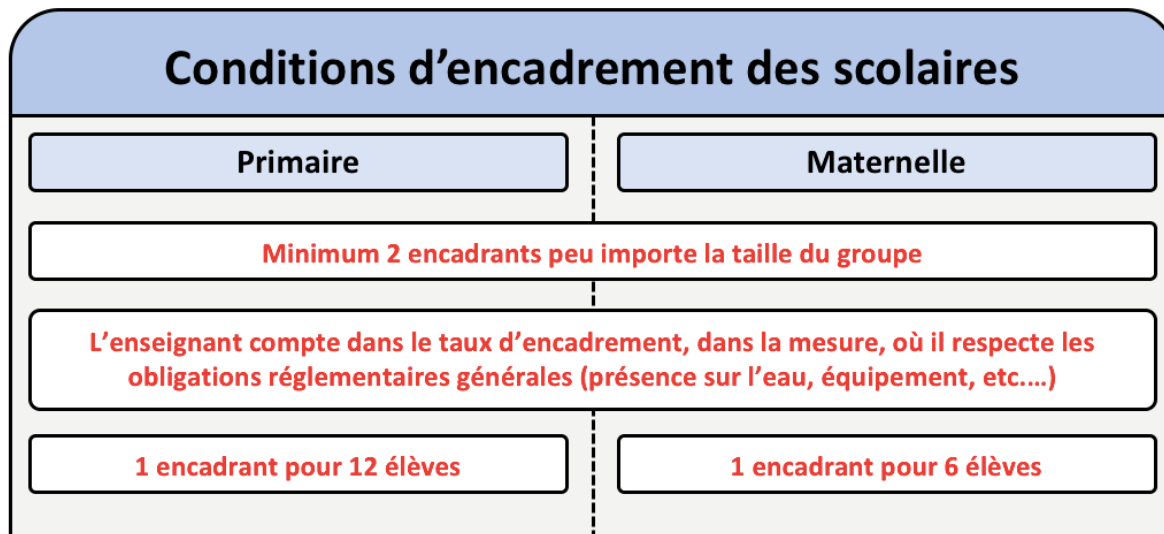 Conditions d'encadrement des scolaires
Primaire
Maternelle
Minimum 2 encadrants peu importe la taille du groupe
L'enseignant compte dans le taux d'encadrement, dans la mesure, où il respecte les
obligations réglementaires générales (présence sur l'eau, équipement, etc.…)
1 encadrant pour 12 élèves
1 encadrant pour 6 élèves